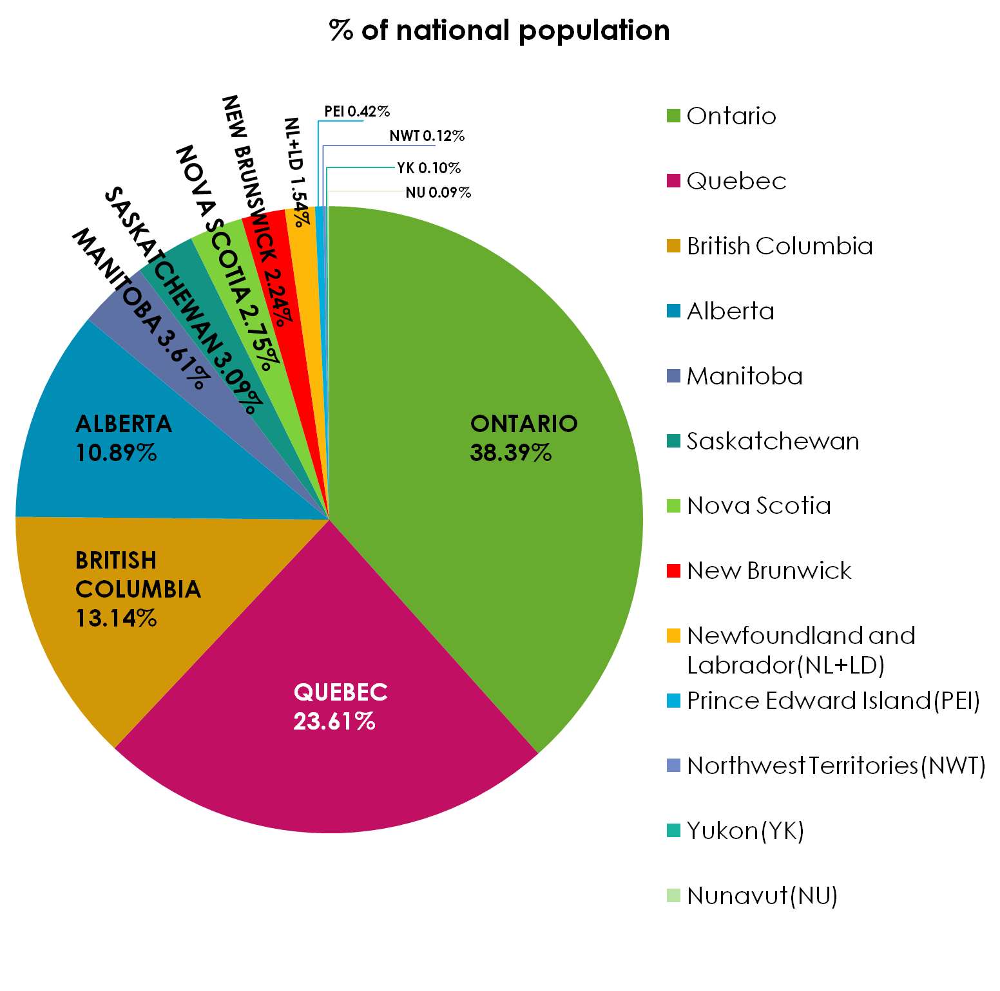 % of national population
PEI 0.42%
NWT 0.12%
YK 0.10%
NU 0.09%
NL+LD 1.54%
NEW BRUNSWICK 2.24%
NOVA SCOTIA 2.75%
SASKATCHEWAN 3.09%
MANITOBA 3.61%
ALBERTA
10.89%
BRITISH
COLUMBIA
13.14%
QUEBEC
23.61%
ONTARIO
38.39%
Ontario
Quebec
British Columbia
Alberta
Manitoba
Saskatchewan
Nova Scotia
New Brunwick
Newfoundland and
Labrador(NL+LD)
Prince Edward Island(PEI)
Northwest Territories(NWT)
Yukon(YK)
Nunavut(NU)